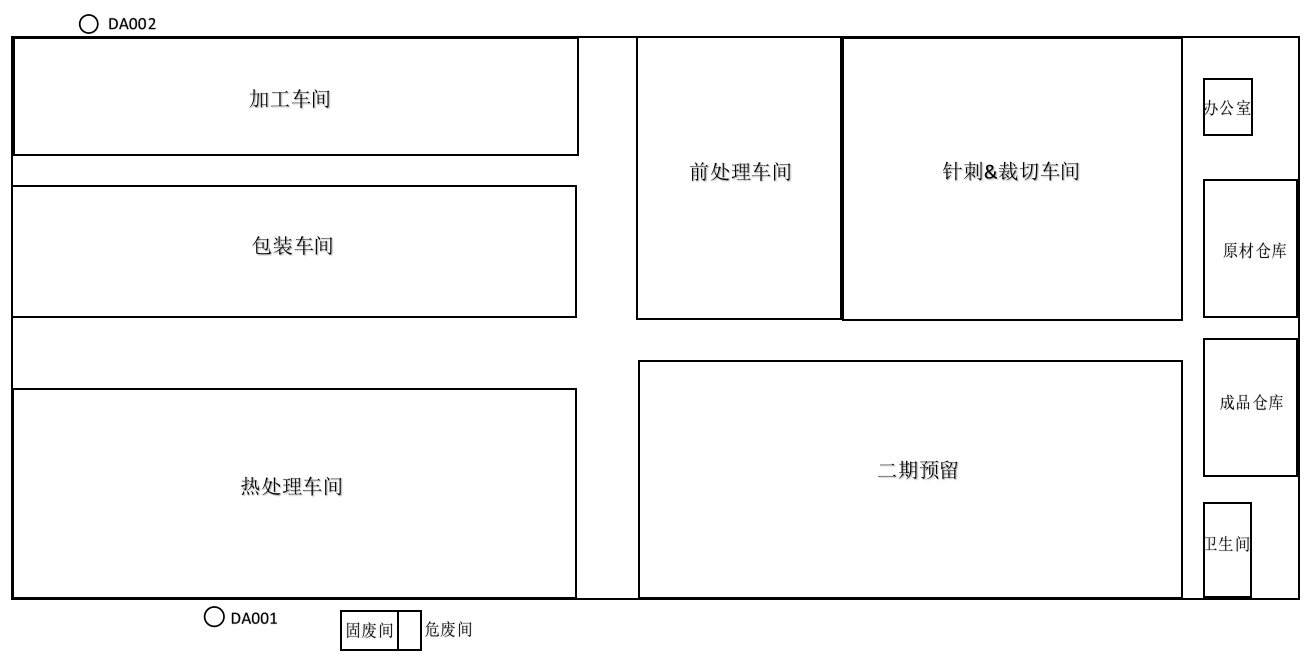 DA002
加工车间
前处理车间
针刺&裁切车间
办公室
包装车间
原材仓库
成品仓库
热处理车间
二期预留
卫生间
DA001
固废间
危废间